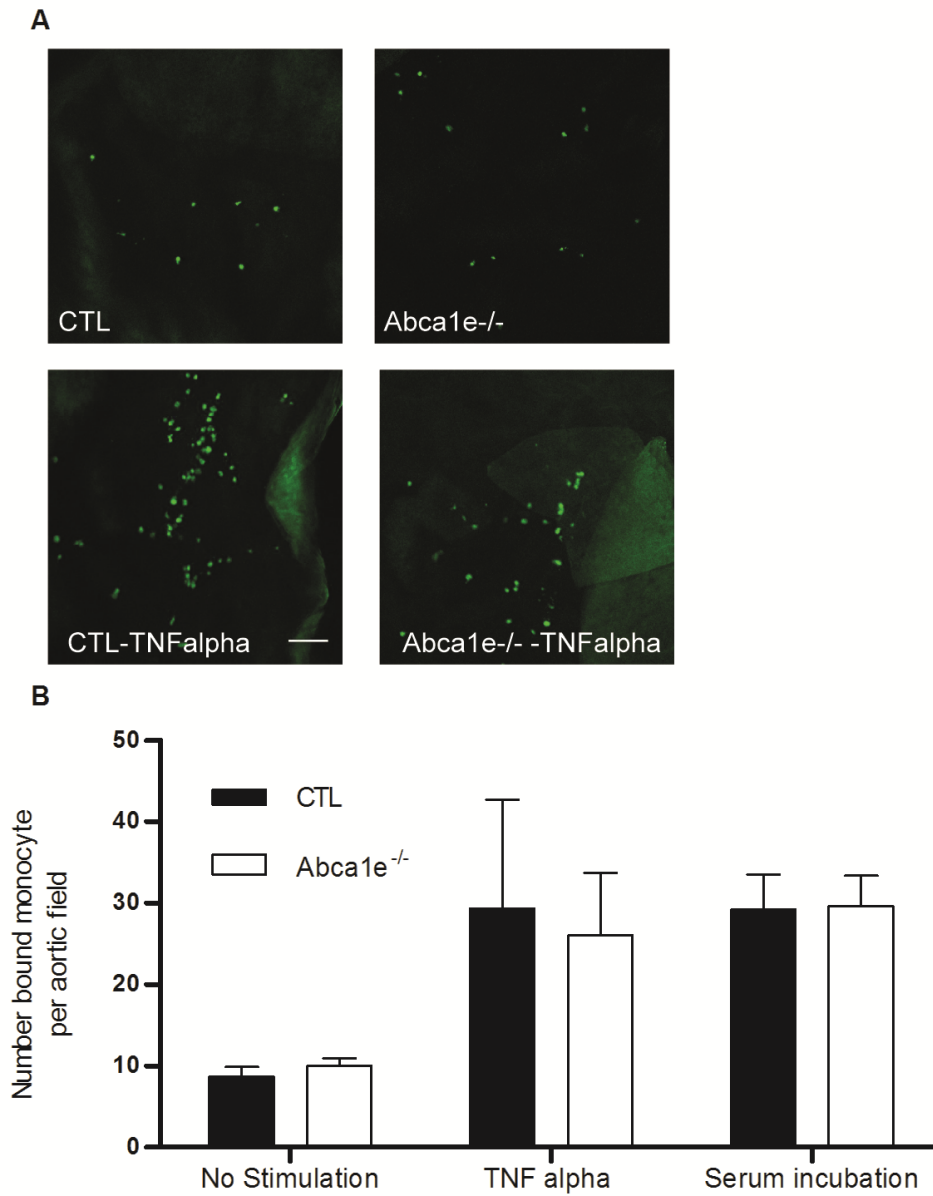 A
CTL
Abca1e-/-
CTL-TNFalpha
Abca1e-/- -TNFalpha
B
Number bound monocyte
per aortic field
50
40
30
20
10
0
CTL
Abca1e-/-
No Stimulation
TNF alpha
Serum incubation